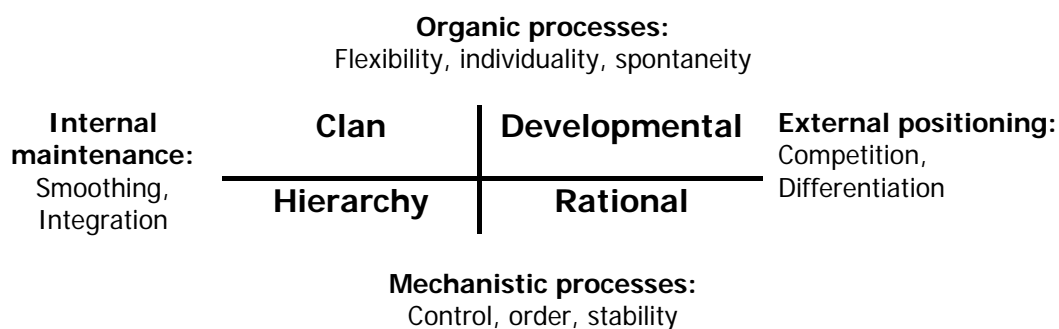 Organic processes:
Flexibility, individuality, spontaneity
Internal
maintenance:
Smoothing,
Integration
Clan
Developmental
Hierarchy
Rational
External positioning:
Competition,
Differentiation
Mechanistic processes:
Control, order, stability